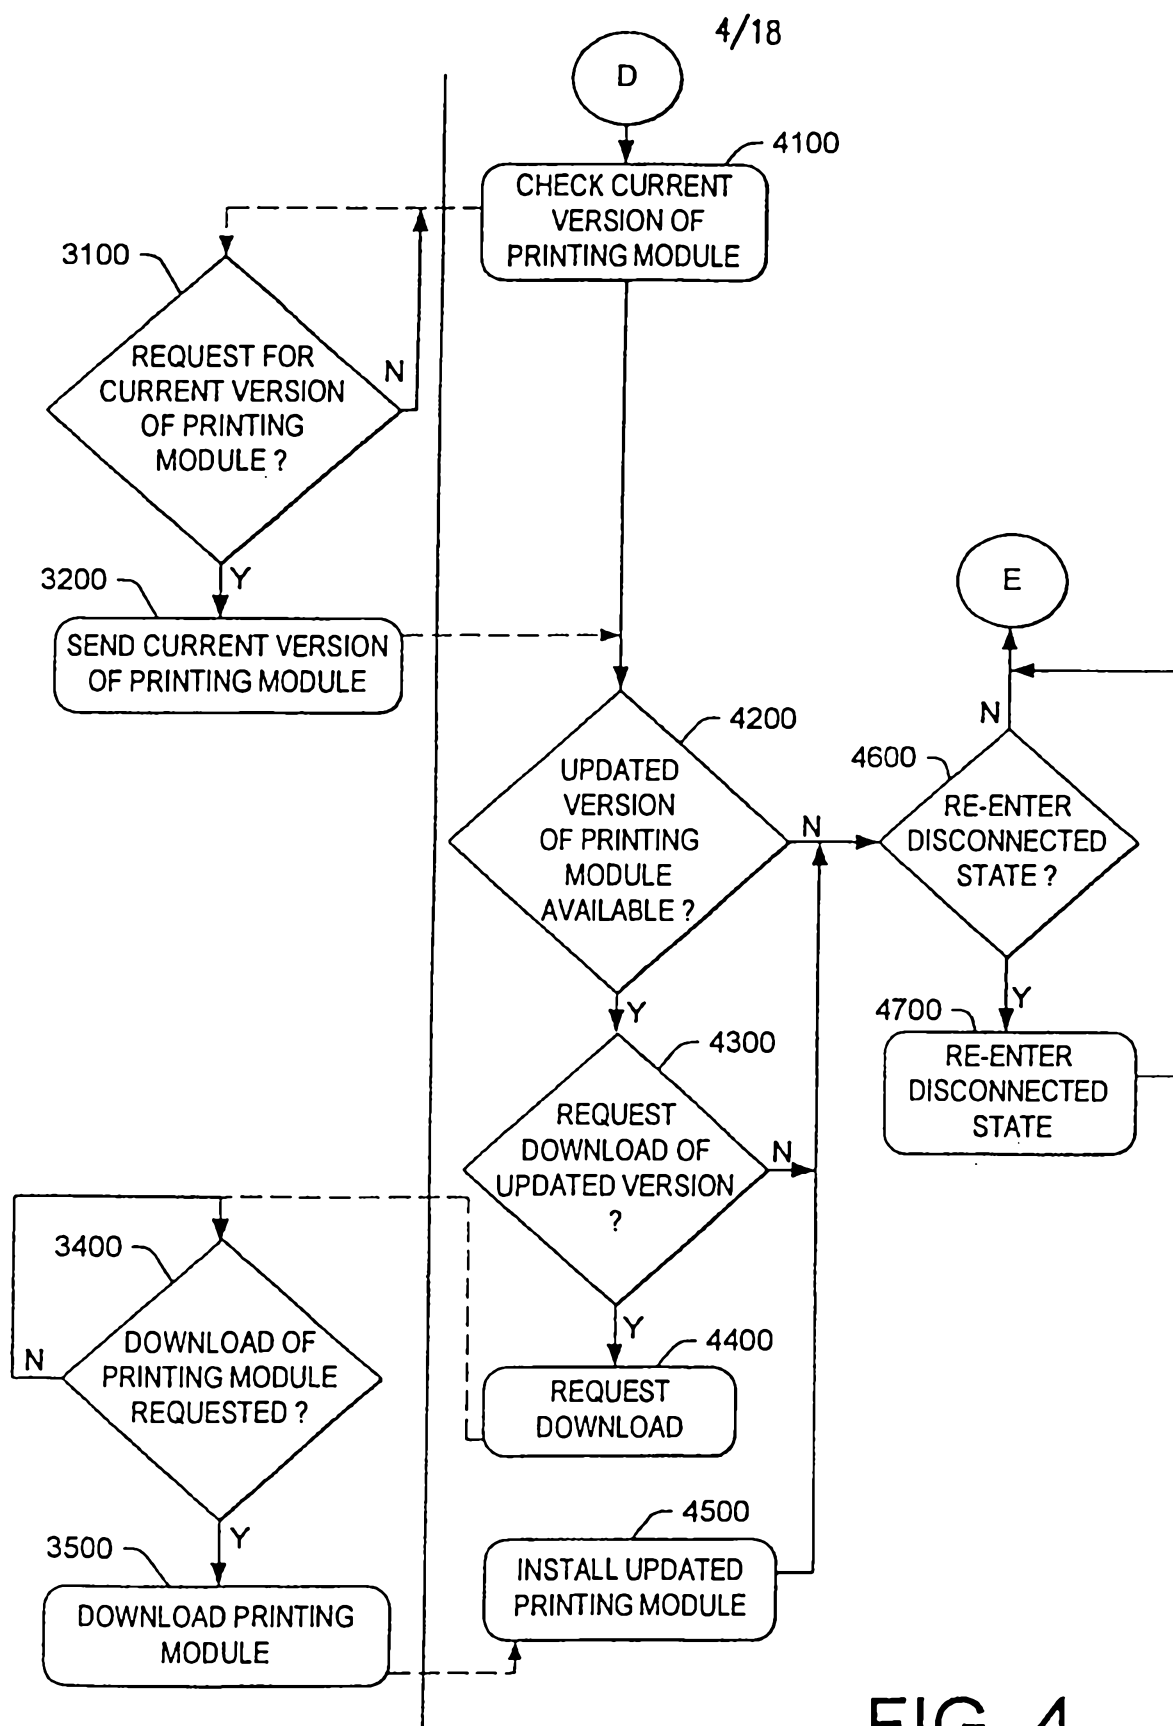 4/18
D
4100
CHECK CURRENT
VERSION OF
PRINTING MODULE
3100
REQUEST FOR
CURRENT VERSION
OF PRINTING
MODULE ?
N
Y
3200
SEND CURRENT VERSION
OF PRINTING MODULE
E
4200
UPDATED
VERSION
OF PRINTING
MODULE
AVAILABLE ?
N
Y
N
4600
RE-ENTER
DISCONNECTED
STATE ?
Y
4700
RE-ENTER
DISCONNECTED
STATE
4300
REQUEST
DOWNLOAD OF
UPDATED VERSION
?
N
Y
3400
DOWNLOAD OF
PRINTING MODULE
REQUESTED ?
N
Y
4400
REQUEST
DOWNLOAD
3500
DOWNLOAD PRINTING
MODULE
4500
INSTALL UPDATED
PRINTING MODULE
FIG. 4